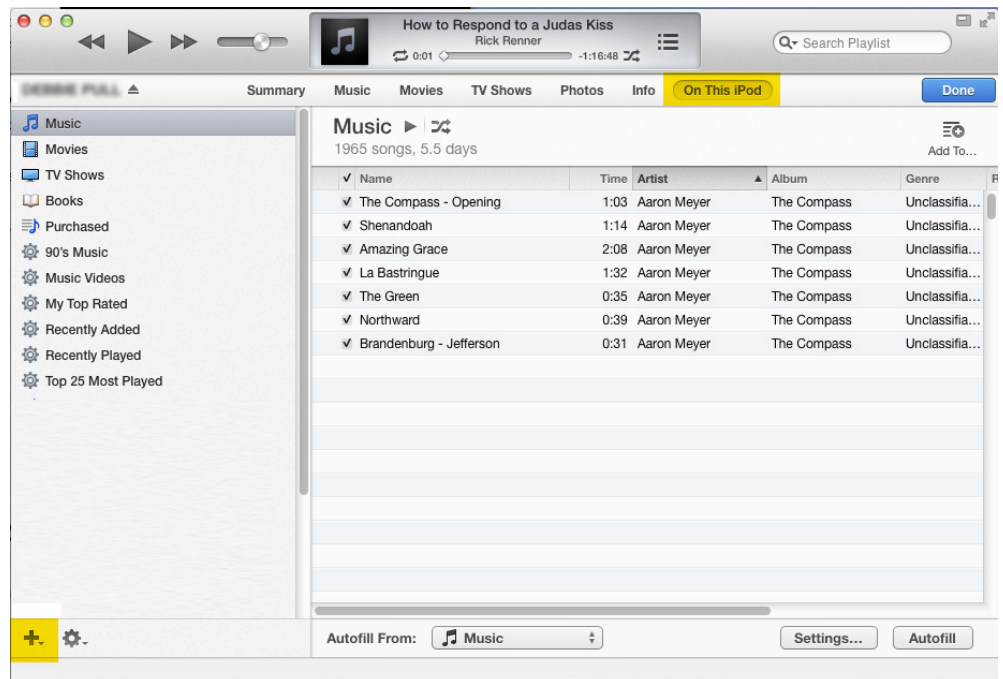 How to Respond to a Judas Kiss
Rick Renner
0:01 -1:16:48
Search Playlist
Summary Music Movies TV Shows Photos Info On This iPod Done
Music
Movies
TV Shows
Books
Purchased
90's Music
Music Videos
My Top Rated
Recently Added
Recently Played
Top 25 Most Played
Music
1965 songs, 5.5 days
Add To...
Name Time Artist Album Genre R
The Compass - Opening 1:03 Aaron Meyer The Compass Unclassifia...
Shenandoah 1:14 Aaron Meyer The Compass Unclassifia...
Amazing Grace 2:08 Aaron Meyer The Compass Unclassifia...
La Bastringue 1:32 Aaron Meyer The Compass Unclassifia...
The Green 0:35 Aaron Meyer The Compass Unclassifia...
Northward 0:39 Aaron Meyer The Compass Unclassifia...
Brandenburg - Jefferson 0:31 Aaron Meyer The Compass Unclassifia...
Autofill From: Music Settings... Autofill